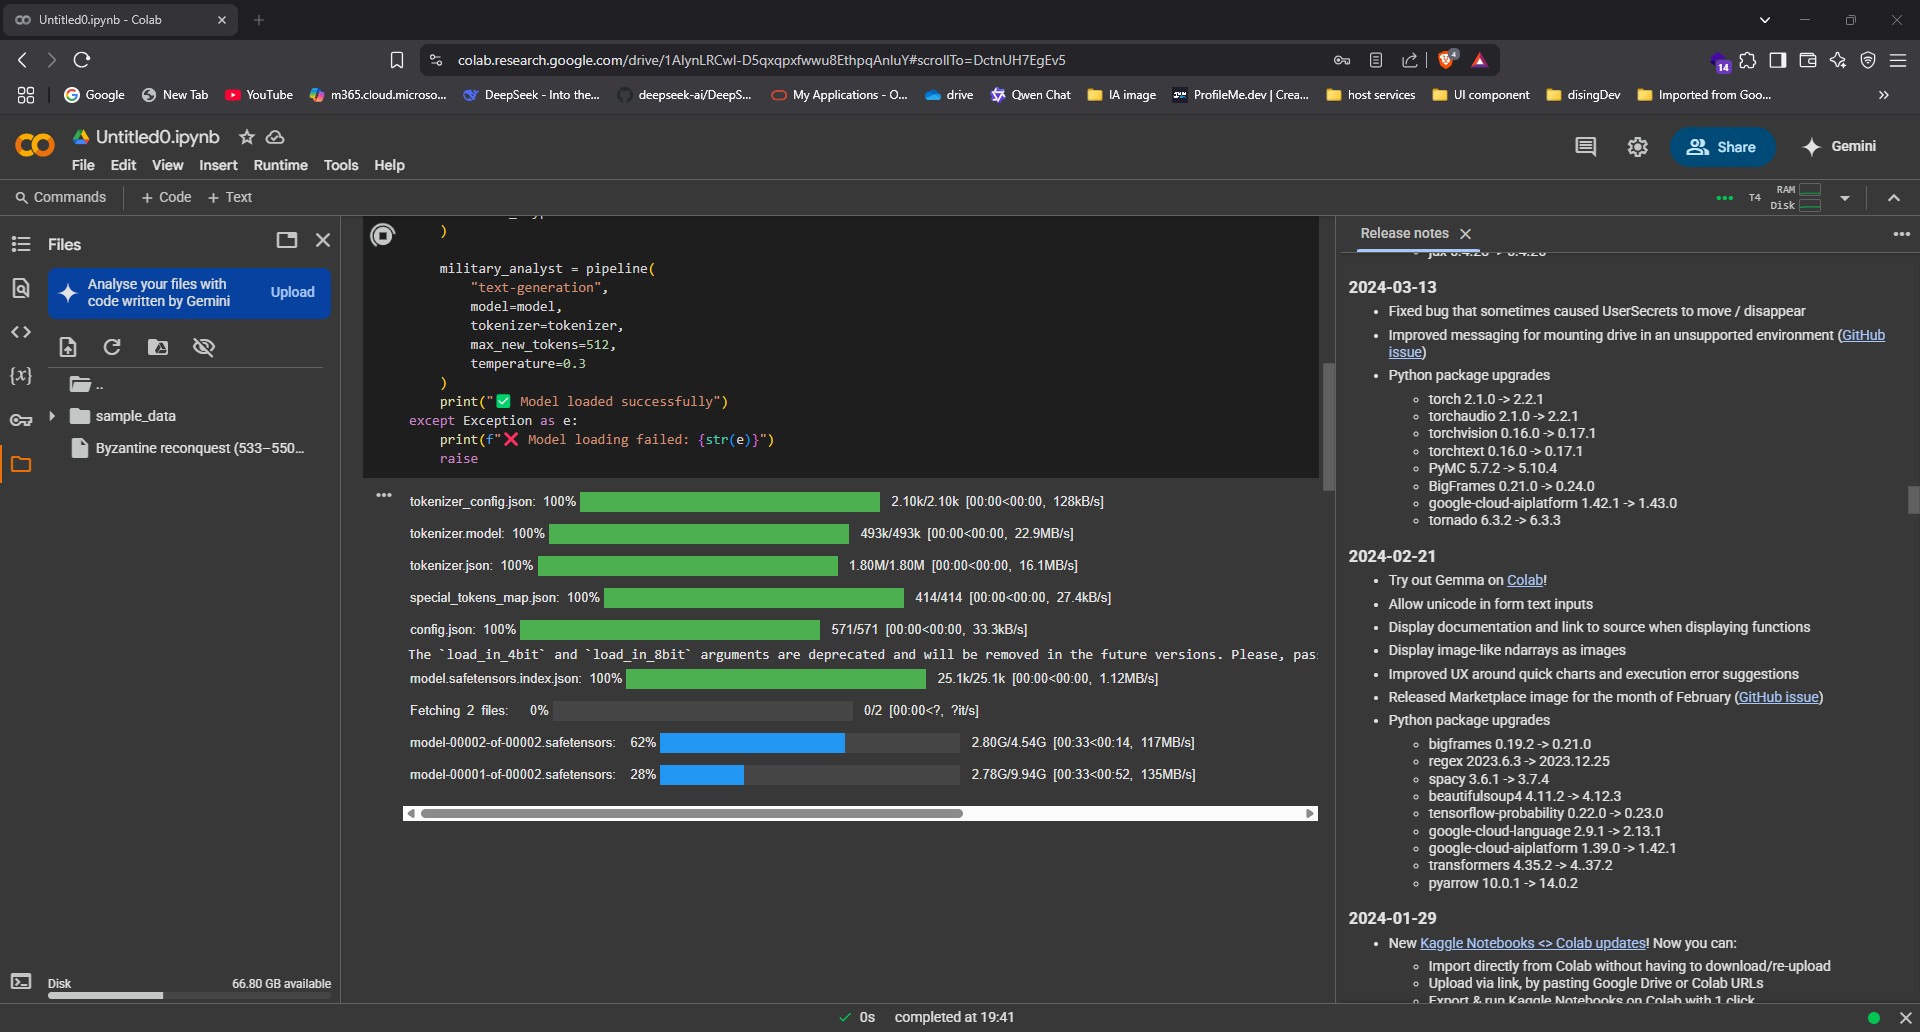 Untitled0.ipynb - Colab
colab.research.google.com/drive/1AlynLRCwl-D5qxqpxfwwu8EthpqAnluY#scrollTo=DctnUH7EgEv5
4
14
Google
New Tab
YouTube
m365.cloud.microso...
DeepSeek - Into the...
deepseek-ai/DeepS...
My Applications - O...
drive
Qwen Chat
IA image
ProfileMe.dev | Crea...
host services
UI component
disingDev
Imported from Goo...
Untitled0.ipynb
File Edit View Insert Runtime Tools Help
Share
Gemini
Commands + Code + Text
T4
RAM
Disk
Files
Analyse your files with
code written by Gemini
Upload
..
sample_data
Byzantine reconquest (533–550...
Disk
66.80 GB available
)
military_analyst = pipeline(
"text-generation",
model=model,
tokenizer=tokenizer,
max_new_tokens=512,
temperature=0.3
)
print("✅ Model loaded successfully")
except Exception as e:
print(f"❌ Model loading failed: {str(e)}")
raise
tokenizer_config.json: 100% 2.10k/2.10k [00:00<00:00, 128kB/s]
tokenizer.model: 100% 493k/493k [00:00<00:00, 22.9MB/s]
tokenizer.json: 100% 1.80M/1.80M [00:00<00:00, 16.1MB/s]
special_tokens_map.json: 100% 414/414 [00:00<00:00, 27.4kB/s]
config.json: 100% 571/571 [00:00<00:00, 33.3kB/s]
The `load_in_4bit` and `load_in_8bit` arguments are deprecated and will be removed in the future versions. Please, pas
model.safetensors.index.json: 100% 25.1k/25.1k [00:00<00:00, 1.12MB/s]
Fetching 2 files: 0% 0/2 [00:00<?, ?it/s]
model-00002-of-00002.safetensors: 62% 2.80G/4.54G [00:33<00:14, 117MB/s]
model-00001-of-00002.safetensors: 28% 2.78G/9.94G [00:33<00:52, 135MB/s]
Release notes
2024-03-13
Fixed bug that sometimes caused UserSecrets to move / disappear
Improved messaging for mounting drive in an unsupported environment (GitHub
issue)
Python package upgrades
torch 2.1.0 -> 2.2.1
torchaudio 2.1.0 -> 2.2.1
torchvision 0.16.0 -> 0.17.1
torchtext 0.16.0 -> 0.17.1
PyMC 5.7.2 -> 5.10.4
BigFrames 0.21.0 -> 0.24.0
google-cloud-aiplatform 1.42.1 -> 1.43.0
tornado 6.3.2 -> 6.3.3
2024-02-21
Try out Gemma on Colab!
Allow unicode in form text inputs
Display documentation and link to source when displaying functions
Display image-like ndarrays as images
Improved UX around quick charts and execution error suggestions
Released Marketplace image for the month of February (GitHub issue)
Python package upgrades
bigframes 0.19.2 -> 0.21.0
regex 2023.6.3 -> 2023.12.25
spacy 3.6.1 -> 3.7.4
beautifulsoup4 4.11.2 -> 4.12.3
tensorflow-probability 0.22.0 -> 0.23.0
google-cloud-language 2.9.1 -> 2.13.1
google-cloud-aiplatform 1.39.0 -> 1.42.1
transformers 4.35.2 -> 4..37.2
pyarrow 10.0.1 -> 14.0.2
2024-01-29
New Kaggle Notebooks <> Colab updates! Now you can:
Import directly from Colab without having to download/re-upload
Upload via link, by pasting Google Drive or Colab URLs
Export & run Kaggle Notebooks on Colab with 1 click
0s completed at 19:41